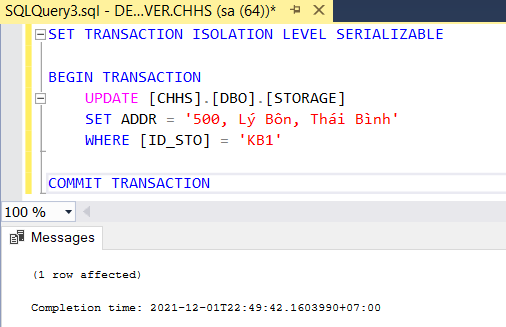 SQLQuery3.sql - DE...VER.CHHS (sa (64))*
SET TRANSACTION ISOLATION LEVEL SERIALIZABLE
BEGIN TRANSACTION
UPDATE [CHHS].[DBO].[STORAGE]
SET ADDR = '500, Lý Bôn, Thái Bình'
WHERE [ID_STO] = 'KB1'
COMMIT TRANSACTION
100 %
Messages
(1 row affected)
Completion time: 2021-12-01T22:49:42.1603990+07:00